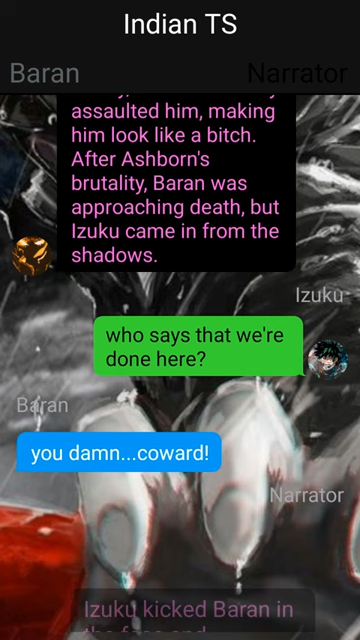 Indian TS
Baran
Narrator
assaulted him, making
him look like a bitch.
After Ashborn's
brutality, Baran was
approaching death, but
Izuku came in from the
shadows.
Izuku
who says that we're
done here?
Baran
you damn...coward!
Narrator
Izuku kicked Baran in